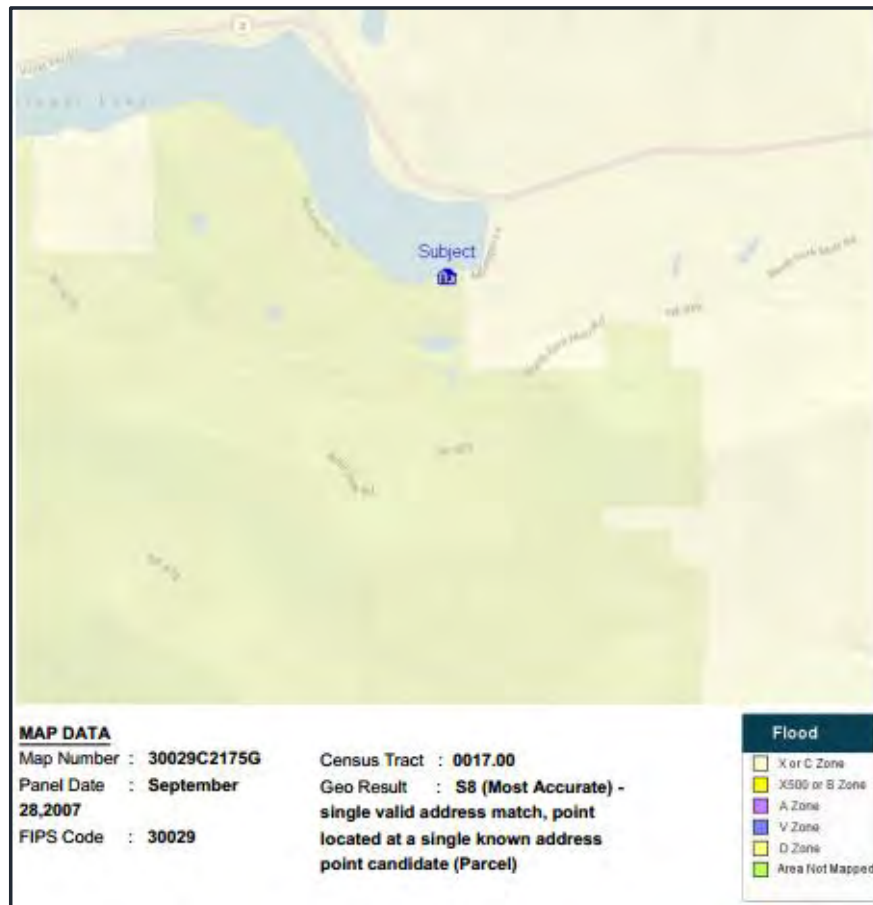 2
Subject
MAP DATA
Map Number : 30029C2175G
Panel Date : September
28,2007
FIPS Code : 30029
Census Tract : 0017.00
Geo Result : S8 (Most Accurate) -
single valid address match, point
located at a single known address
point candidate (Parcel)
Flood
X or C Zone
X500 or B Zone
A Zone
V Zone
D Zone
Area Not Mapped